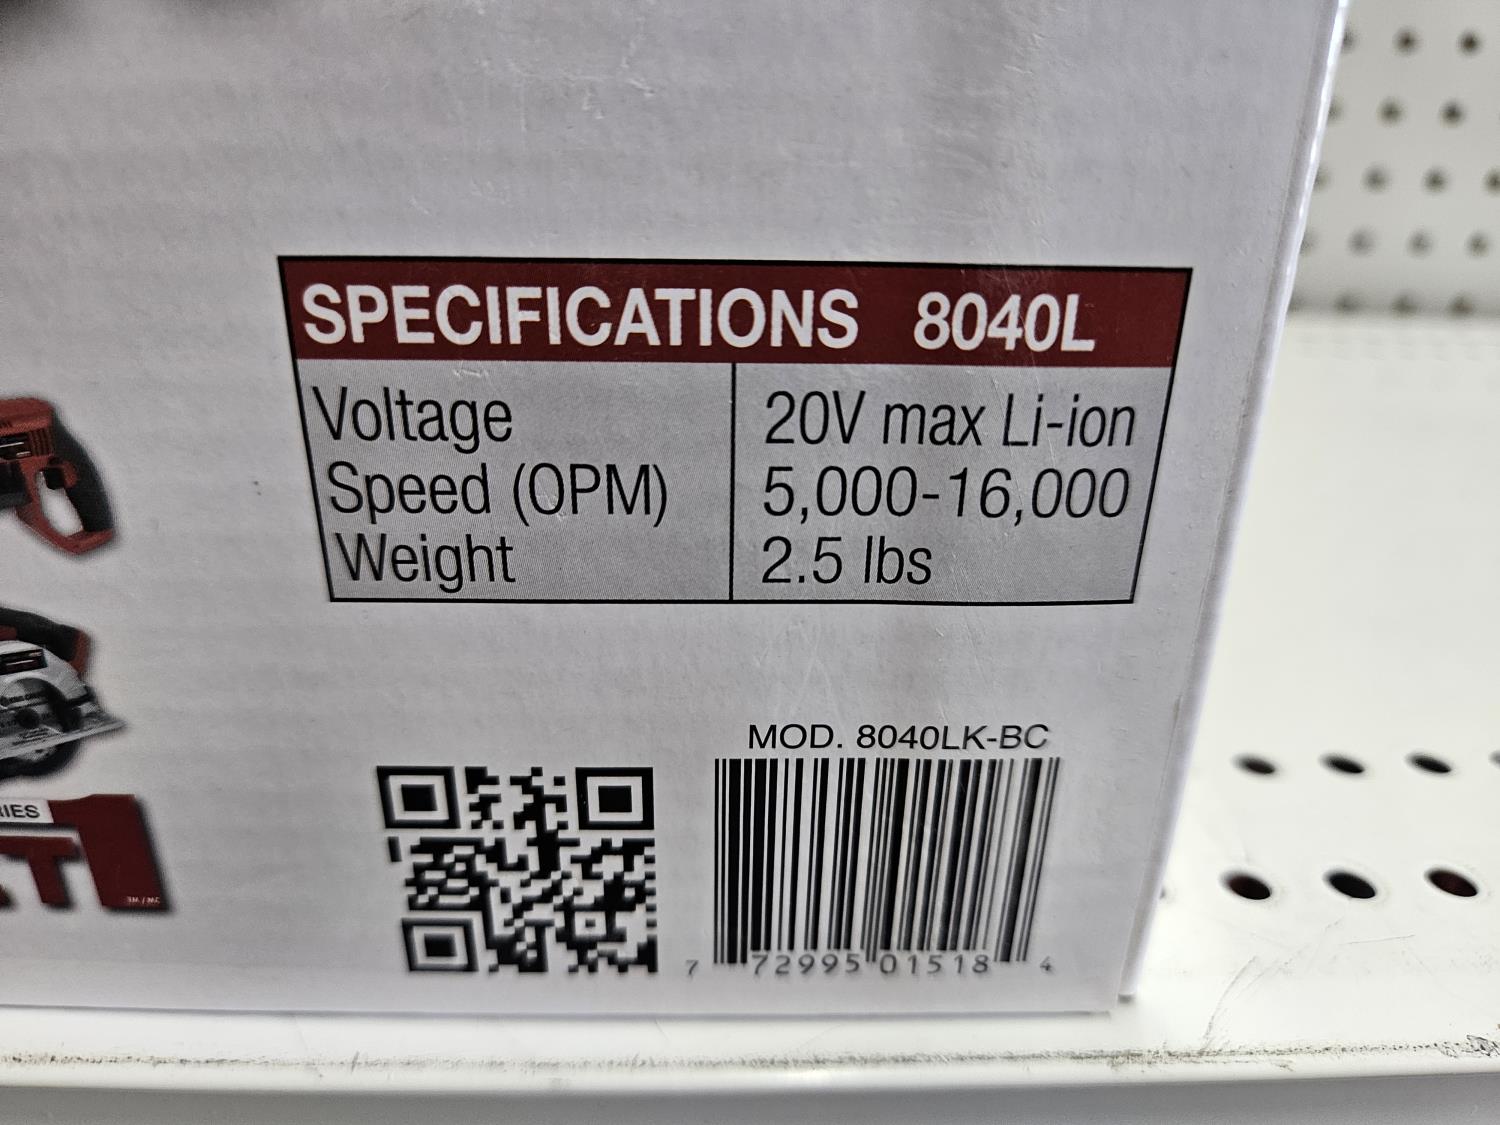 SPECIFICATIONS 8040L
Voltage 20V max Li-ion
Speed (OPM) 5,000-16,000
Weight 2.5 lbs
MOD. 8040LK-BC
7 72995 01518 4